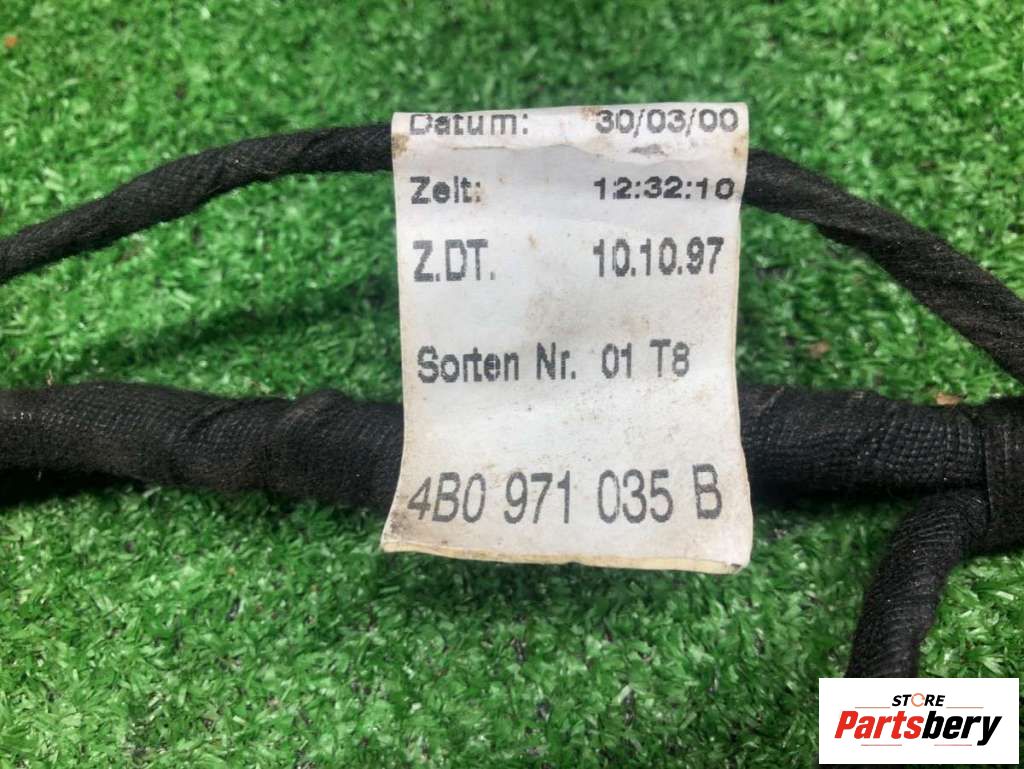 Datum: 30/03/00
Zeit: 12:32:10
Z.DT. 10.10.97
Sorten Nr. 01 T8
4B0 971 035 B
STORE
Partsbery